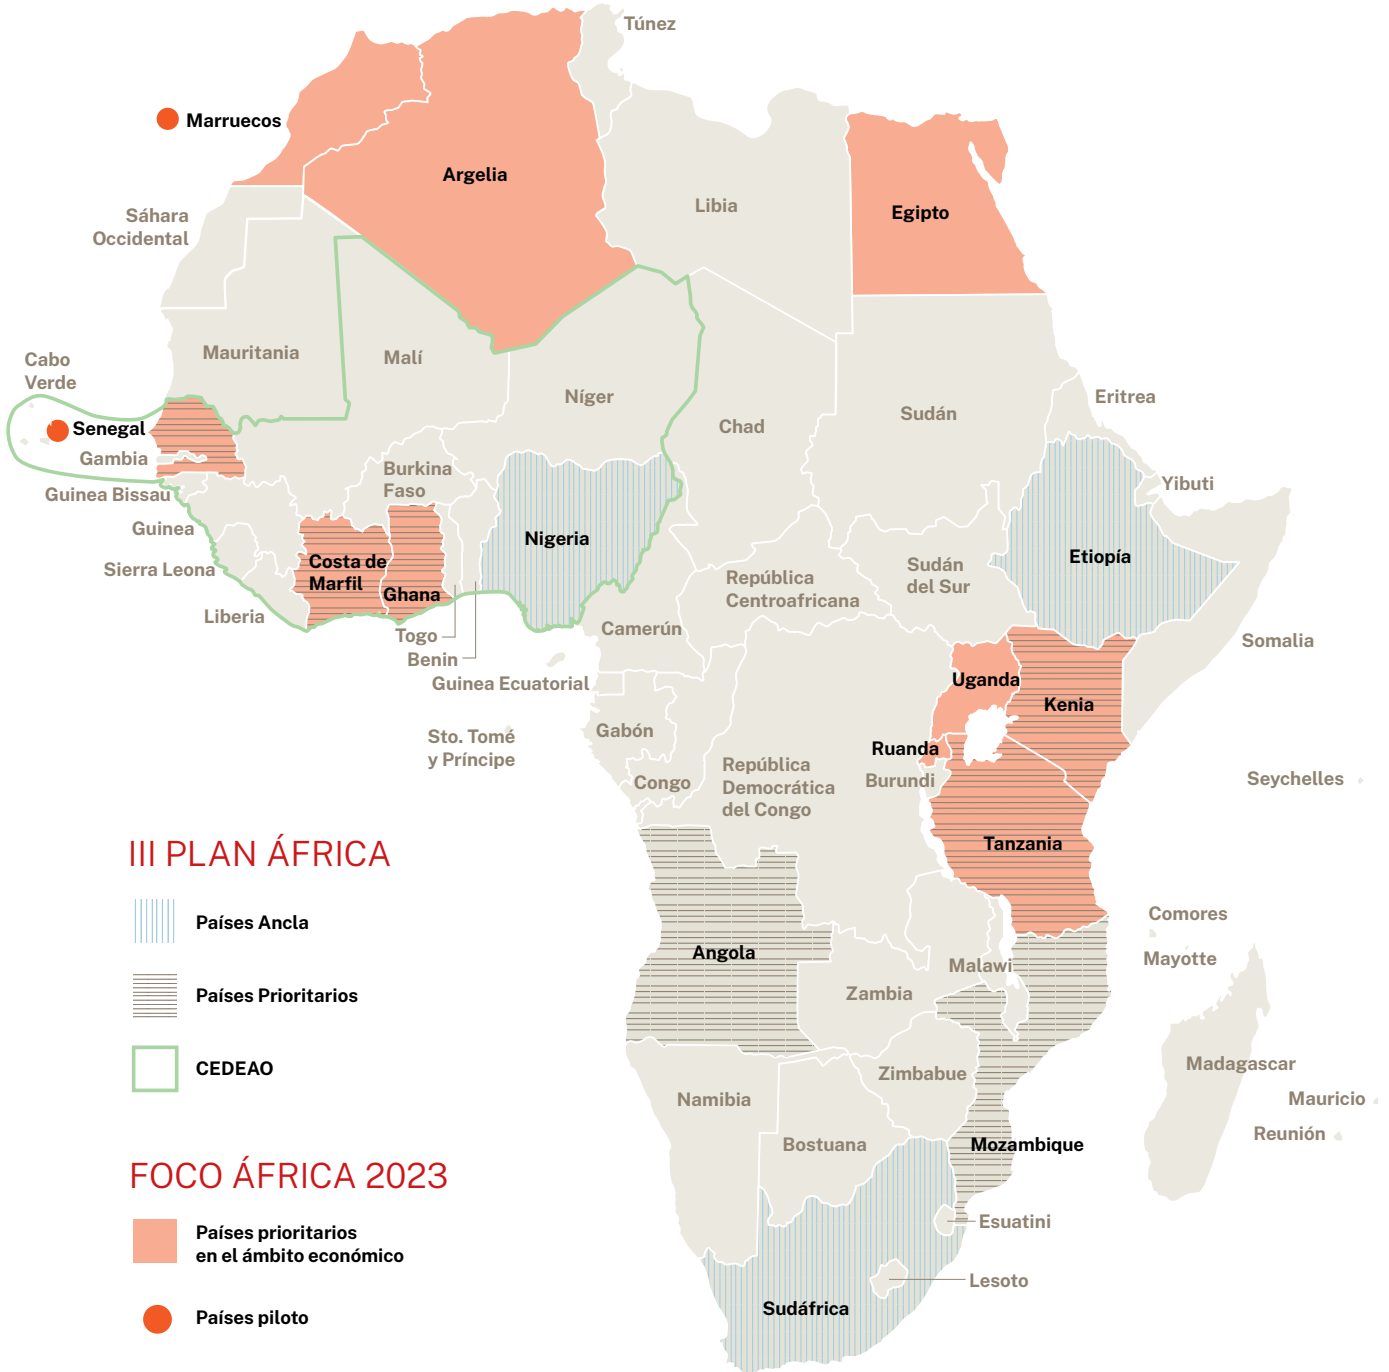 Túnez
Marruecos
Argelia
Libia
Egipto
Sáhara
Occidental
Mauritania
Malí
Cabo
Verde
Níger
Chad
Sudán
Eritrea
Senegal
Gambia
Burkina
Faso
Yibuti
Guinea Bissau
Guinea
Nigeria
Etiopía
Costa de
Marfil
Ghana
Sierra Leona
República
Centroafricana
Sudán
del Sur
Liberia
Togo
Camerún
Somalia
Benin
Guinea Ecuatorial
Uganda
Kenia
Sto. Tomé
y Príncipe
Gabón
Ruanda
Congo
República
Democrática
del Congo
Burundi
Seychelles
Tanzania
III PLAN ÁFRICA
Países Ancla
Países Prioritarios
CEDEAO
Angola
Comores
Mayotte
Malawi
Zambia
Madagascar
Zimbabue
Namibia
Mauricio
Reunión
Bostuana
Mozambique
Esuatini
Lesoto
Sudáfrica
FOCO ÁFRICA 2023
Países prioritarios
en el ámbito económico
Países piloto